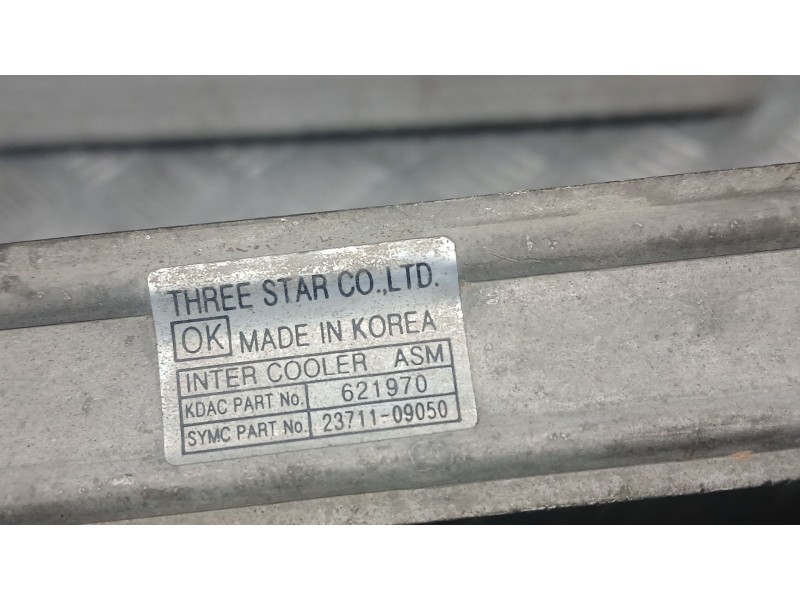 THREE STAR CO.,LTD.
OK MADE IN KOREA
INTER COOLER ASM
KDAC PART No. 621970
SYMC PART No. 23711-09050